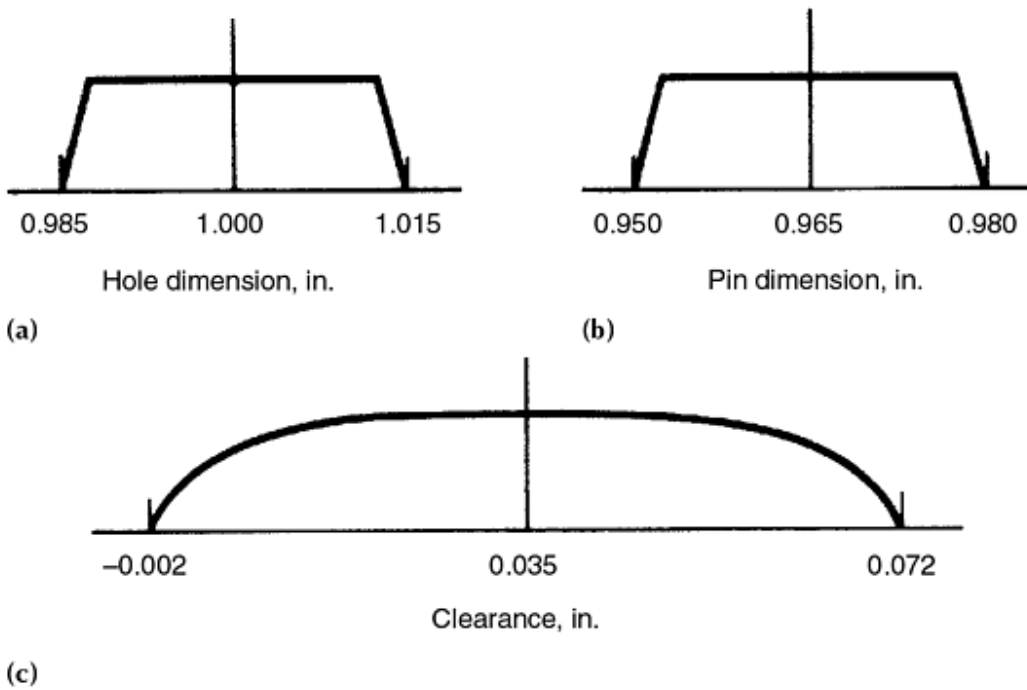 0.985 1.000 1.015
Hole dimension, in.
(a)
0.950 0.965 0.980
Pin dimension, in.
(b)
–0.002 0.035 0.072
Clearance, in.
(c)